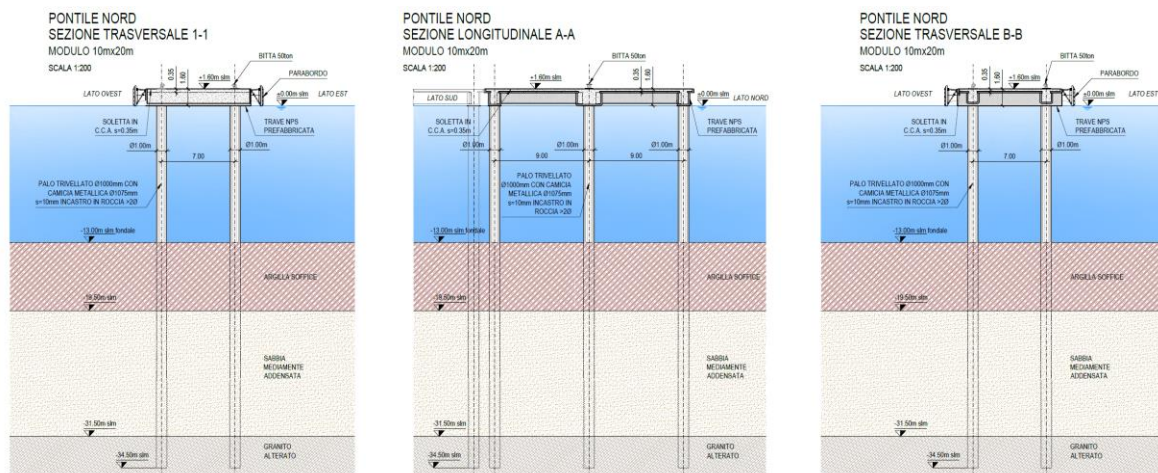 PONTILE NORD
SEZIONE TRASVERSALE 1-1
MODULO 10mx20m
SCALA 1:200
BITTA 50ton
0.35
1.60
+1.60m slm
PARABORDO
LATO OVEST
LATO EST
±0.00m slm
SOLETTA IN
C.C.A. s=0.35m
TRAVE NPS
PREFABBRICATA
Ø1.00m
Ø1.00m
7.00
PALO TRIVELLATO Ø1000mm CON
CAMICIA METALLICA Ø1075mm
s=10mm INCASTRO IN ROCCIA >2Ø
-13.00m slm fondale
ARGILLA SOFFICE
-19.50m slm
SABBIA
MEDIAMENTE
ADDENSATA
-31.50m slm
GRANITO
ALTERATO
-34.50m slm
PONTILE NORD
SEZIONE LONGITUDINALE A-A
MODULO 10mx20m
SCALA 1:200
BITTA 50ton
+1.60m slm
0.35
1.60
LATO SUD
±0.00m slm
LATO NORD
SOLETTA IN
C.C.A. s=0.35m
TRAVE NPS
PREFABBRICATA
Ø1.00m
Ø1.00m
Ø1.00m
9.00
9.00
PALO TRIVELLATO
Ø1000mm CON CAMICIA
METALLICA Ø1075mm
s=10mm INCASTRO IN
ROCCIA >2Ø
-13.00m slm fondale
ARGILLA SOFFICE
-19.50m slm
SABBIA
MEDIAMENTE
ADDENSATA
-31.50m slm
GRANITO
ALTERATO
-34.50m slm
PONTILE NORD
SEZIONE TRASVERSALE B-B
MODULO 10mx20m
SCALA 1:200
BITTA 50ton
0.35
1.60
+1.60m slm
PARABORDO
LATO OVEST
LATO EST
±0.00m slm
SOLETTA IN
C.C.A. s=0.35m
TRAVE NPS
PREFABBRICATA
Ø1.00m
Ø1.00m
7.00
PALO TRIVELLATO Ø1000mm CON
CAMICIA METALLICA Ø1075mm
s=10mm INCASTRO IN ROCCIA >2Ø
-13.00m slm fondale
ARGILLA SOFFICE
-19.50m slm
SABBIA
MEDIAMENTE
ADDENSATA
-31.50m slm
GRANITO
ALTERATO
-34.50m slm